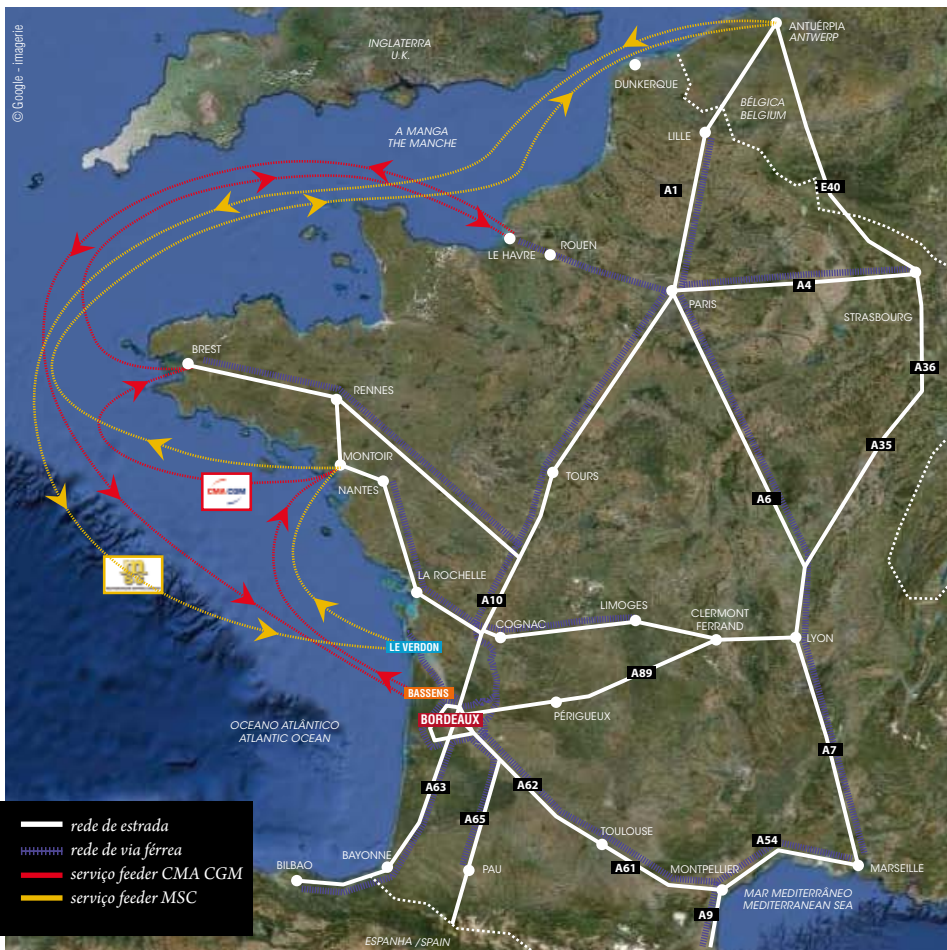 © Google - imagerie
INGLATERRA
U.K.
ANTUÉRPIA
ANTWERP
DUNKERQUE
BÉLGICA
BELGIUM
A MANGA
THE MANCHE
LILLE
A1
E40
LE HAVRE
ROUEN
PARIS
A4
STRASBOURG
BREST
RENNES
A36
MONTOIR
NANTES
CMA CGM
TOURS
A35
A6
msc
LA ROCHELLE
A10
COGNAC
LIMOGES
CLERMONT
FERRAND
LYON
LE VERDON
A89
BASSENS
BORDEAUX
PÉRIGUEUX
OCEANO ATLÂNTICO
ATLANTIC OCEAN
A7
A63
A62
A65
rede de estrada
rede de via férrea
serviço feeder CMA CGM
serviço feeder MSC
BILBAO
BAYONNE
PAU
TOULOUSE
A61
MONTPELLIER
A54
MARSEILLE
MAR MEDITERRÂNEO
MEDITERRANEAN SEA
A9
ESPANHA /SPAIN